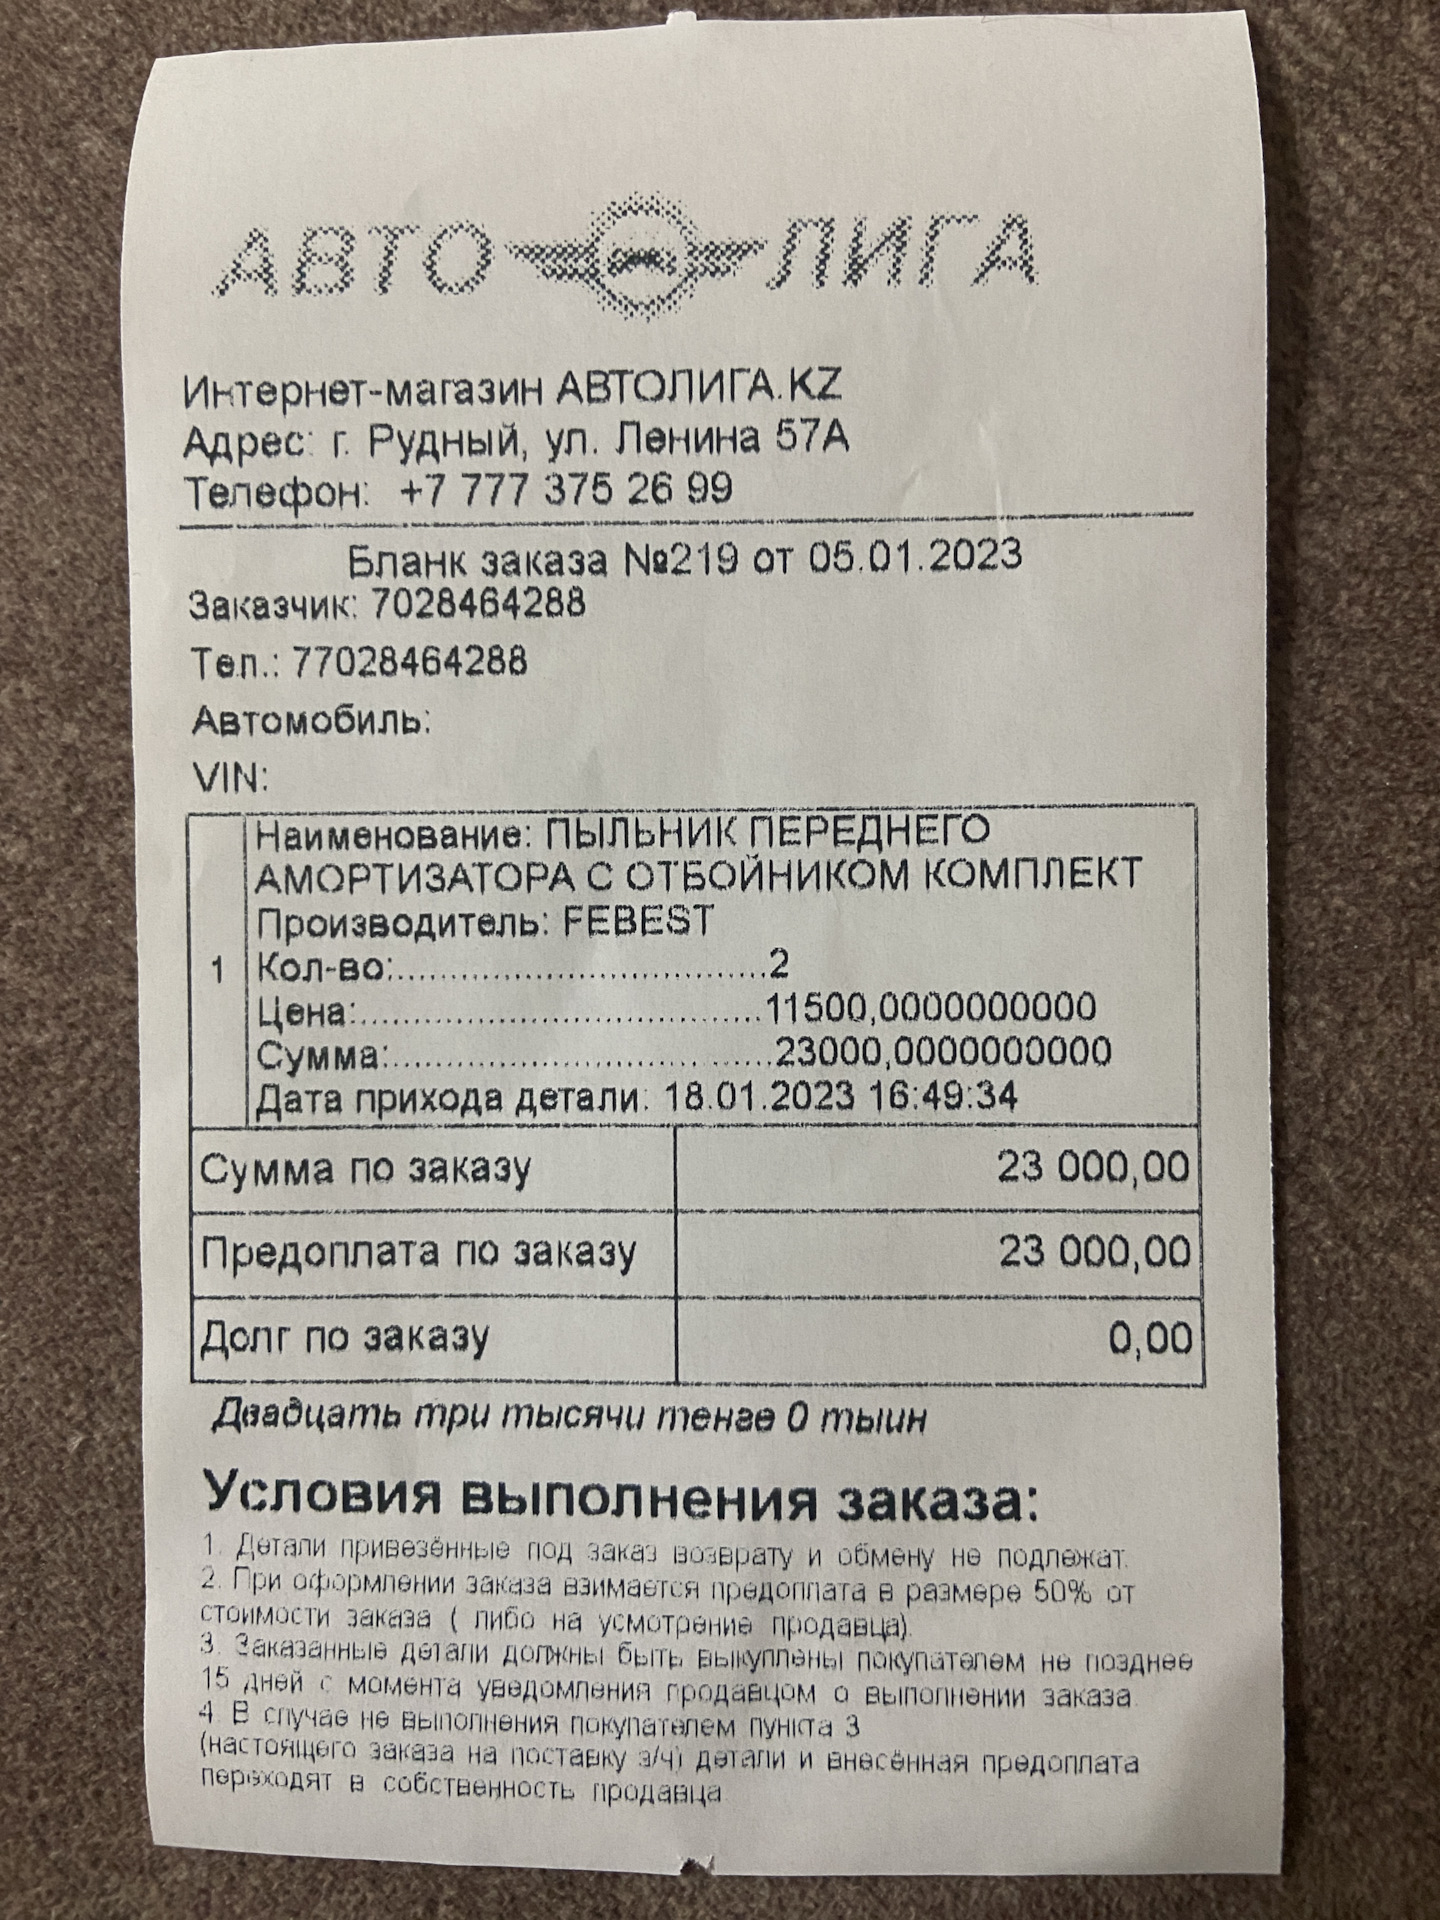 АВТО ЛИГА
Интернет-магазин АВТОЛИГА.KZ
Адрес: г. Рудный, ул. Ленина 57А
Телефон: +7 777 375 26 99
Бланк заказа №219 от 05.01.2023
Заказчик: 7028464288
Тел.: 77028464288
Автомобиль:
VIN:
1
Наименование: ПЫЛЬНИК ПЕРЕДНЕГО
АМОРТИЗАТОРА С ОТБОЙНИКОМ КОМПЛЕКТ
Производитель: FEBEST
Кол-во:..................................2
Цена:.....................................11500,0000000000
Сумма:...................................23000,0000000000
Дата прихода детали: 18.01.2023 16:49:34
Сумма по заказу 23 000,00
Предоплата по заказу 23 000,00
Долг по заказу 0,00
Двадцать три тысячи тенге 0 тыин
Условия выполнения заказа:
1. Детали привезённые под заказ возврату и обмену не подлежат.
2. При оформлении заказа взимается предоплата в размере 50% от
стоимости заказа ( либо на усмотрение продавца).
3. Заказанные детали должны быть выкуплены покупателем не позднее
15 дней с момента уведомления продавцом о выполнении заказа.
4. В случае не выполнения покупателем пункта 3
(настоящего заказа на поставку з/ч) детали и внесённая предоплата
переходят в собственность продавца.